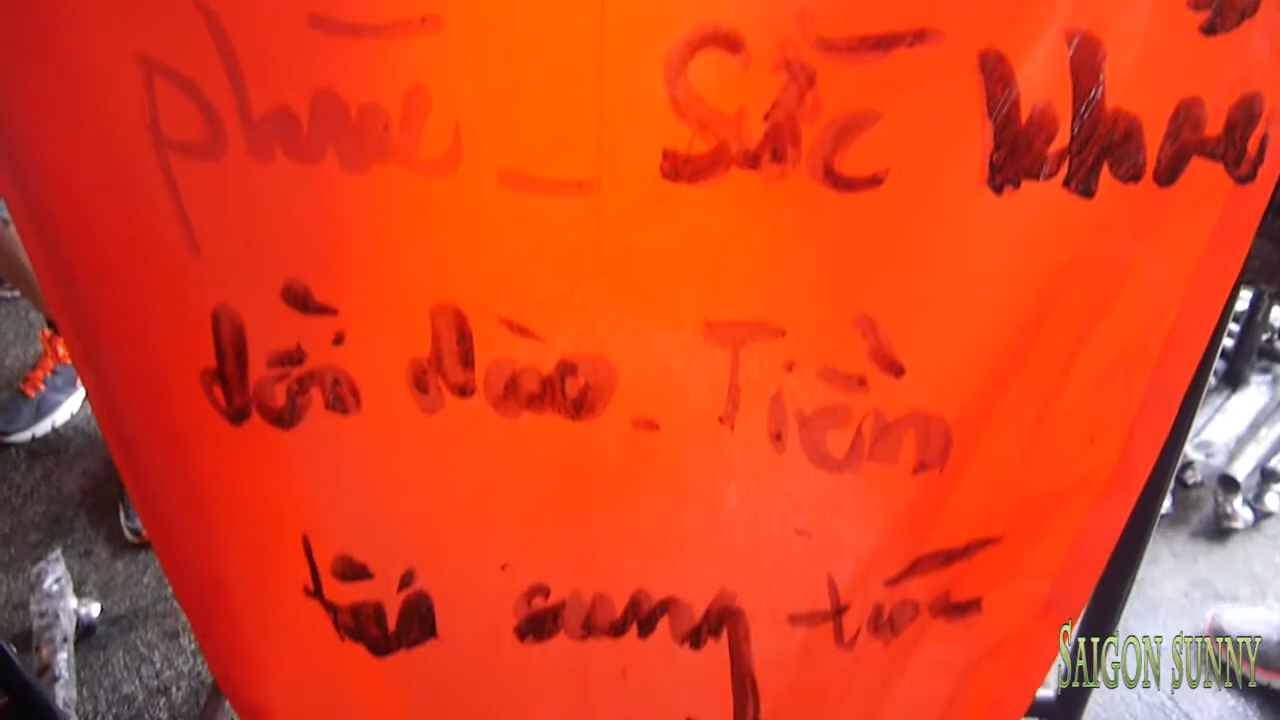 phúc - Sức khỏe
dồi dào - Tiền
tài sung túc
SAIGON SUNNY